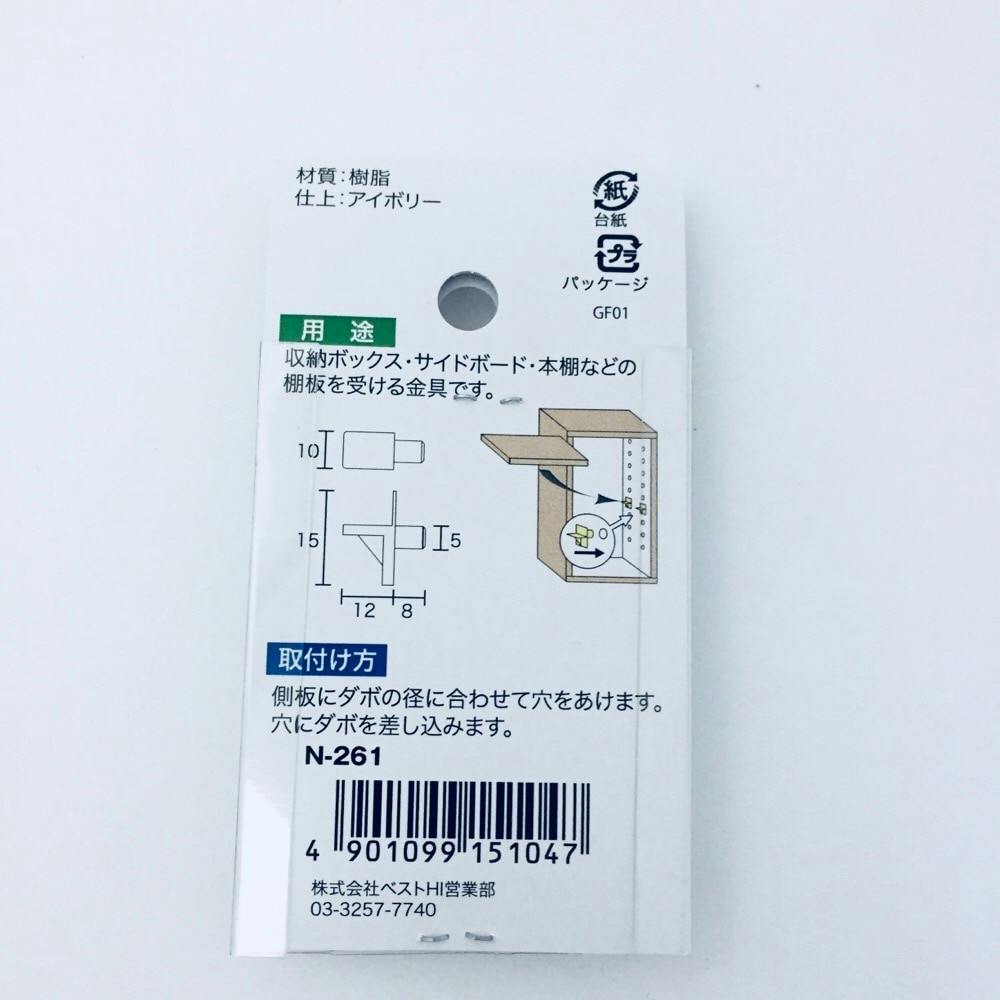 材質:樹脂
仕上:アイボリー
紙
台紙
プラ
パッケージ
GF01
用 途
収納ボックス・サイドボード・本棚などの
棚板を受ける金具です。
10
15
5
12 8
取付け方
側板にダボの径に合わせて穴をあけます。
穴にダボを差し込みます。
N-261
4 901099 151047
株式会社ベストHI営業部
03-3257-7740